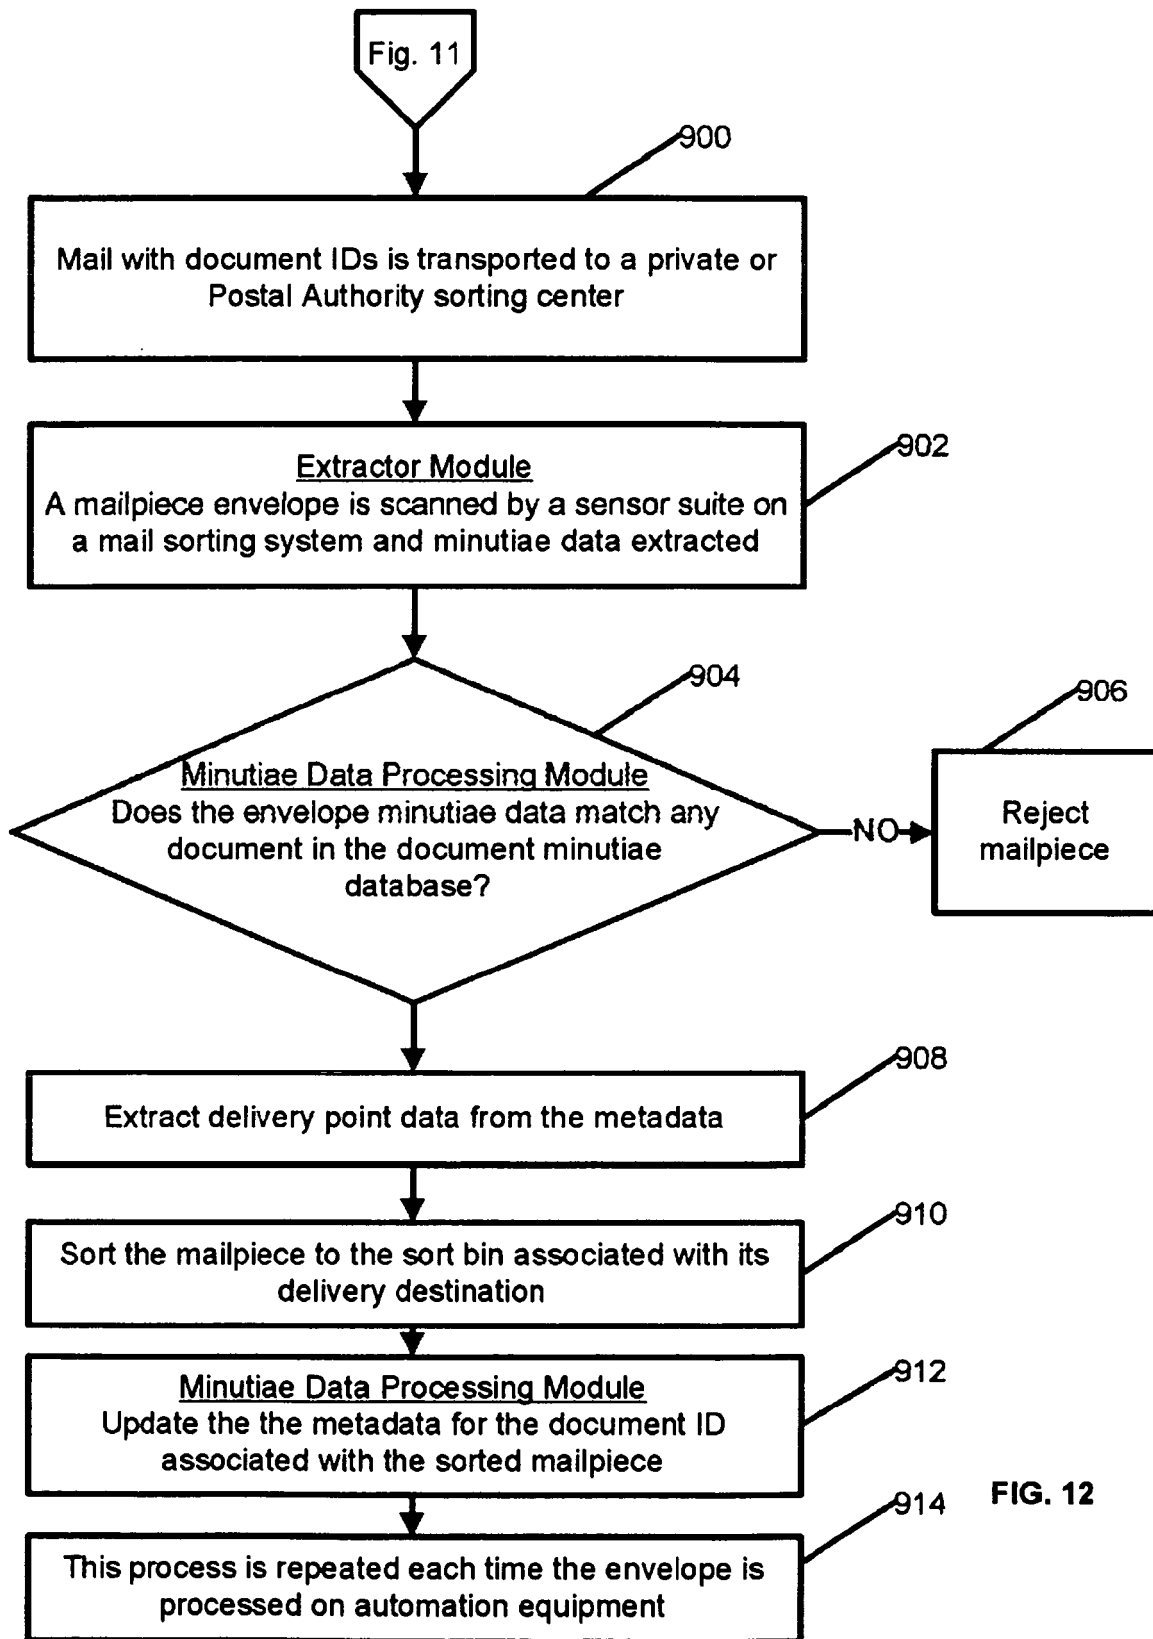 Fig. 11
900
Mail with document IDs is transported to a private or
Postal Authority sorting center
902
Extractor Module
A mailpiece envelope is scanned by a sensor suite on
a mail sorting system and minutiae data extracted
904
906
Minutiae Data Processing Module
Does the envelope minutiae data match any
document in the document minutiae
database?
NO
Reject
mailpiece
908
Extract delivery point data from the metadata
910
Sort the mailpiece to the sort bin associated with its
delivery destination
912
Minutiae Data Processing Module
Update the the metadata for the document ID
associated with the sorted mailpiece
914
FIG. 12
This process is repeated each time the envelope is
processed on automation equipment